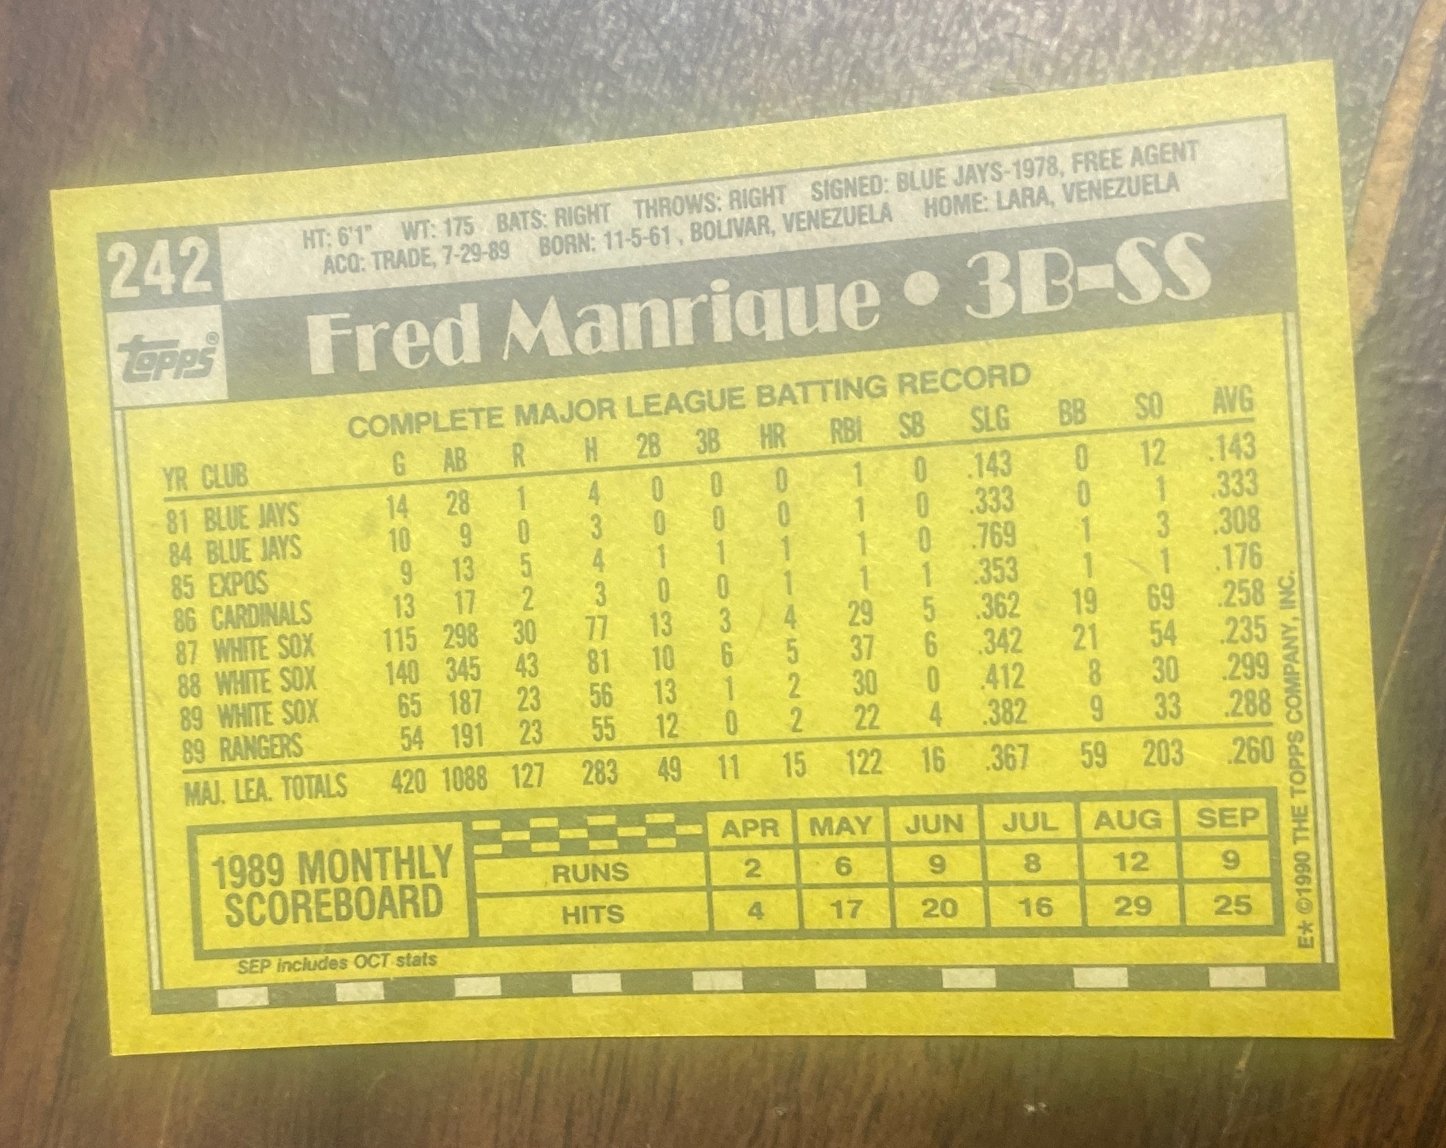 242
HT: 6'1" WT: 175 BATS: RIGHT THROWS: RIGHT SIGNED: BLUE JAYS-1978, FREE AGENT
ACQ: TRADE, 7-29-89 BORN: 11-5-61 , BOLIVAR, VENEZUELA HOME: LARA, VENEZUELA
topps®
Fred Manrique • 3B-SS
COMPLETE MAJOR LEAGUE BATTING RECORD
YR CLUB G AB R H 2B 3B HR RBI SB SLG BB SO AVG
81 BLUE JAYS 14 28 1 4 0 0 0 1 0 .143 0 12 .143
84 BLUE JAYS 10 9 0 3 0 0 0 1 0 .333 0 1 .333
85 EXPOS 9 13 5 4 1 1 1 1 0 .769 1 3 .308
86 CARDINALS 13 17 2 3 0 0 1 1 1 .353 1 1 .176
87 WHITE SOX 115 298 30 77 13 3 4 29 5 .362 19 69 .258
88 WHITE SOX 140 345 43 81 10 6 5 37 6 .342 21 54 .235
89 WHITE SOX 65 187 23 56 13 1 2 30 0 .412 8 30 .299
89 RANGERS 54 191 23 55 12 0 2 22 4 .382 9 33 .288
MAJ. LEA. TOTALS 420 1088 127 283 49 11 15 122 16 .367 59 203 .260
1989 MONTHLY
SCOREBOARD
APR MAY JUN JUL AUG SEP
RUNS 2 6 9 8 12 9
HITS 4 17 20 16 29 25
SEP includes OCT stats
E* ©1990 THE TOPPS COMPANY, INC.